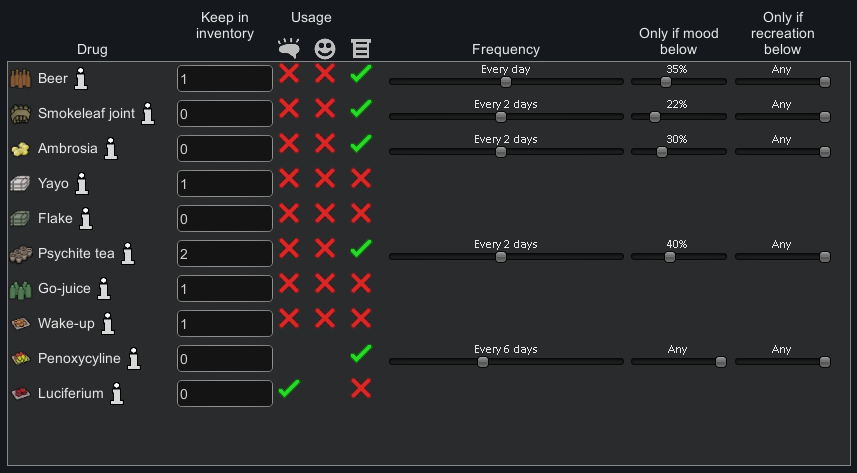 Drug
Keep in
inventory
Usage
Frequency
Only if mood
below
Only if
recreation
below
Beer 1 Every day 35% Any
Smokeleaf joint 0 Every 2 days 22% Any
Ambrosia 0 Every 2 days 30% Any
Yayo 1
Flake 0
Psychite tea 2 Every 2 days 40% Any
Go-juice 1
Wake-up 1
Penoxycyline 0 Every 6 days Any Any
Luciferium 0